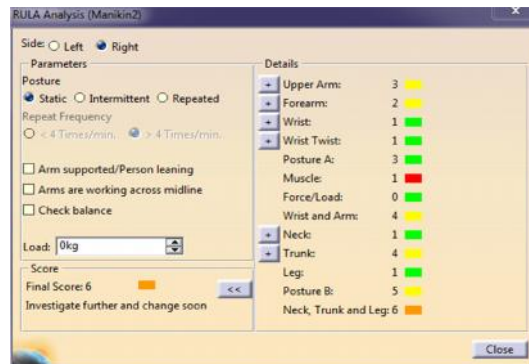 RULA Analysis (Manikin2)
Side: Left Right
Parameters
Posture
Static Intermittent Repeated
Repeat Frequency
< 4 Times/min. > 4 Times/min.
Arm supported/Person leaning
Arms are working across midline
Check balance
Load: 0kg
Score
Final Score: 6
<<
Investigate further and change soon
Details
+ Upper Arm: 3
+ Forearm: 2
+ Wrist: 1
+ Wrist Twist: 1
Posture A: 3
Muscle: 1
Force/Load: 0
Wrist and Arm: 4
+ Neck: 1
+ Trunk: 4
Leg: 1
Posture B: 5
Neck, Trunk and Leg: 6
Close